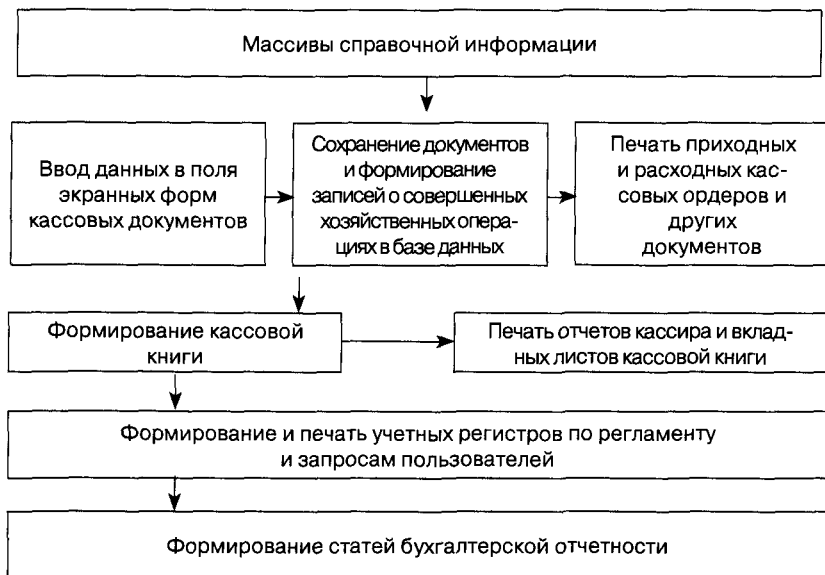 Массивы справочной информации
Ввод данных в поля
экранных форм
кассовых документов
Сохранение документов
и формирование
записей о совершенных
хозяйственных опера-
циях в базе данных
Печать приходных
и расходных кас-
совых ордеров и
других
документов
Формирование кассовой
книги
Печать отчетов кассира и вклад-
ных листов кассовой книги
Формирование и печать учетных регистров по регламенту
и запросам пользователей
Формирование статей бухгалтерской отчетности